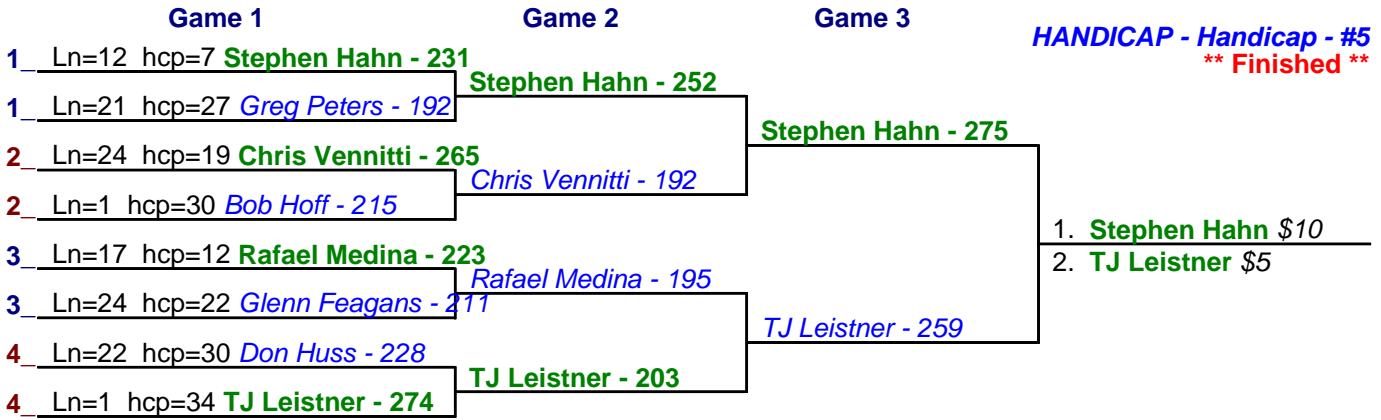 Game 1 Game 2 Game 3
HANDICAP - Handicap - #5
** Finished **
1_ Ln=12 hcp=7 Stephen Hahn - 231
Stephen Hahn - 252
1_ Ln=21 hcp=27 Greg Peters - 192
Stephen Hahn - 275
2_ Ln=24 hcp=19 Chris Vennitti - 265
Chris Vennitti - 192
2_ Ln=1 hcp=30 Bob Hoff - 215
1. Stephen Hahn $10
3_ Ln=17 hcp=12 Rafael Medina - 223
2. TJ Leistner $5
Rafael Medina - 195
3_ Ln=24 hcp=22 Glenn Feagans - 211
TJ Leistner - 259
4_ Ln=22 hcp=30 Don Huss - 228
TJ Leistner - 203
4_ Ln=1 hcp=34 TJ Leistner - 274